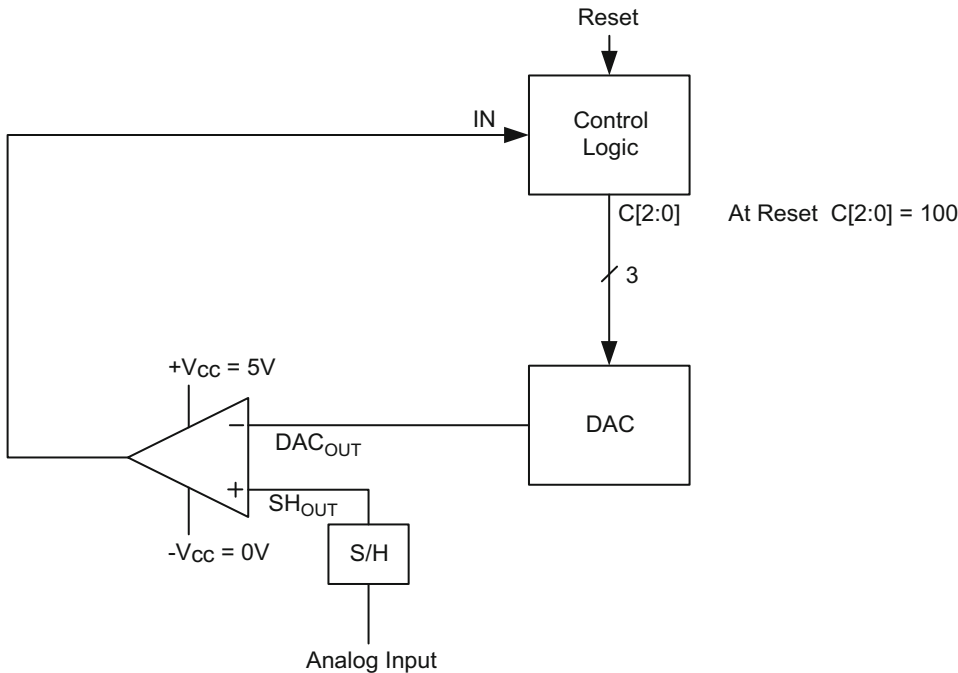 Reset
IN
Control
Logic
C[2:0]
At Reset C[2:0] = 100
3
+VCC = 5V
−
DACOUT
DAC
+
SHOUT
-VCC = 0V
S/H
Analog Input